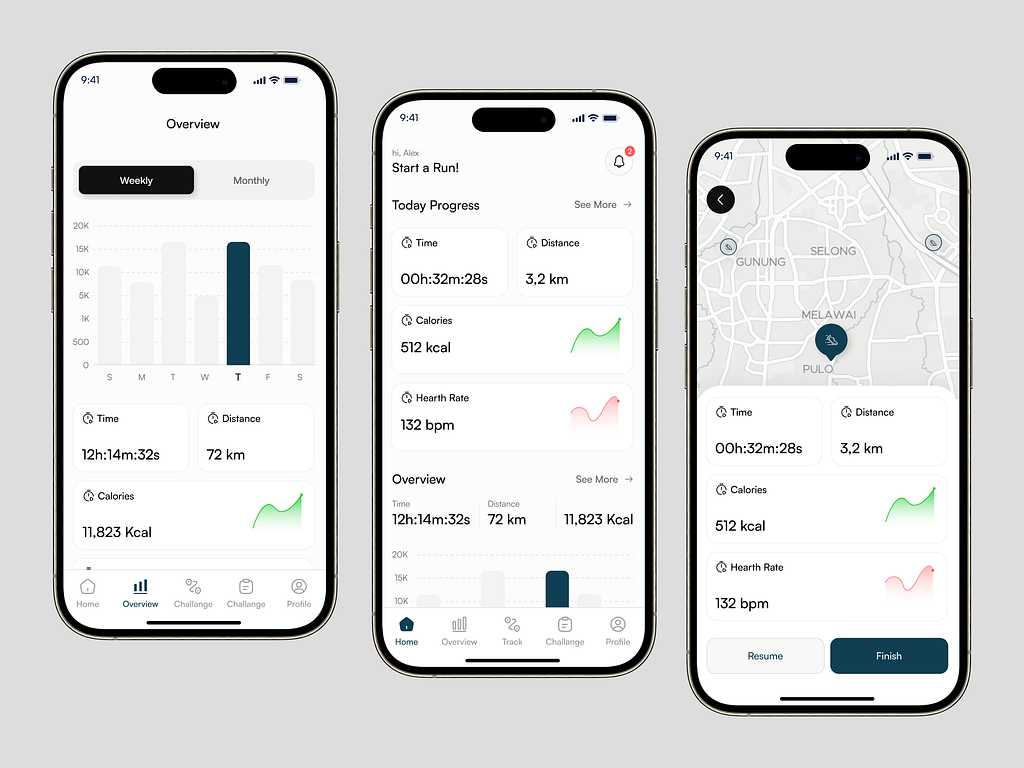 9:41
Overview
Weekly Monthly
20K
15K
10K
5K
1K
500
0
S M T W T F S
Time
12h:14m:32s
Distance
72 km
Calories
11,823 Kcal
Home Overview Challange Challange Profile
9:41
hi, Alex
Start a Run!
2
Today Progress See More
Time
00h:32m:28s
Distance
3,2 km
Calories
512 kcal
Hearth Rate
132 bpm
Overview See More
Time
12h:14m:32s
Distance
72 km
11,823 Kcal
20K
15K
10K
Home Overview Track Challange Profile
9:41
SELONG
GUNUNG
MELAWAI
PULO
Time
00h:32m:28s
Distance
3,2 km
Calories
512 kcal
Hearth Rate
132 bpm
Resume Finish